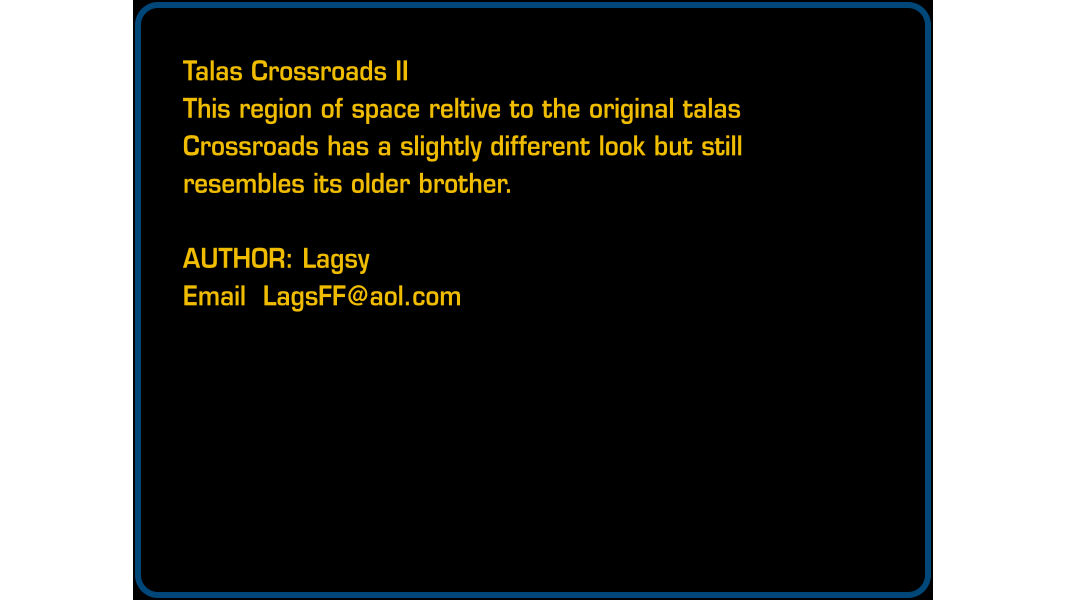 Talas Crossroads II
This region of space reltive to the original talas
Crossroads has a slightly different look but still
resembles its older brother.
AUTHOR: Lagsy
Email  LagsFF@aol.com